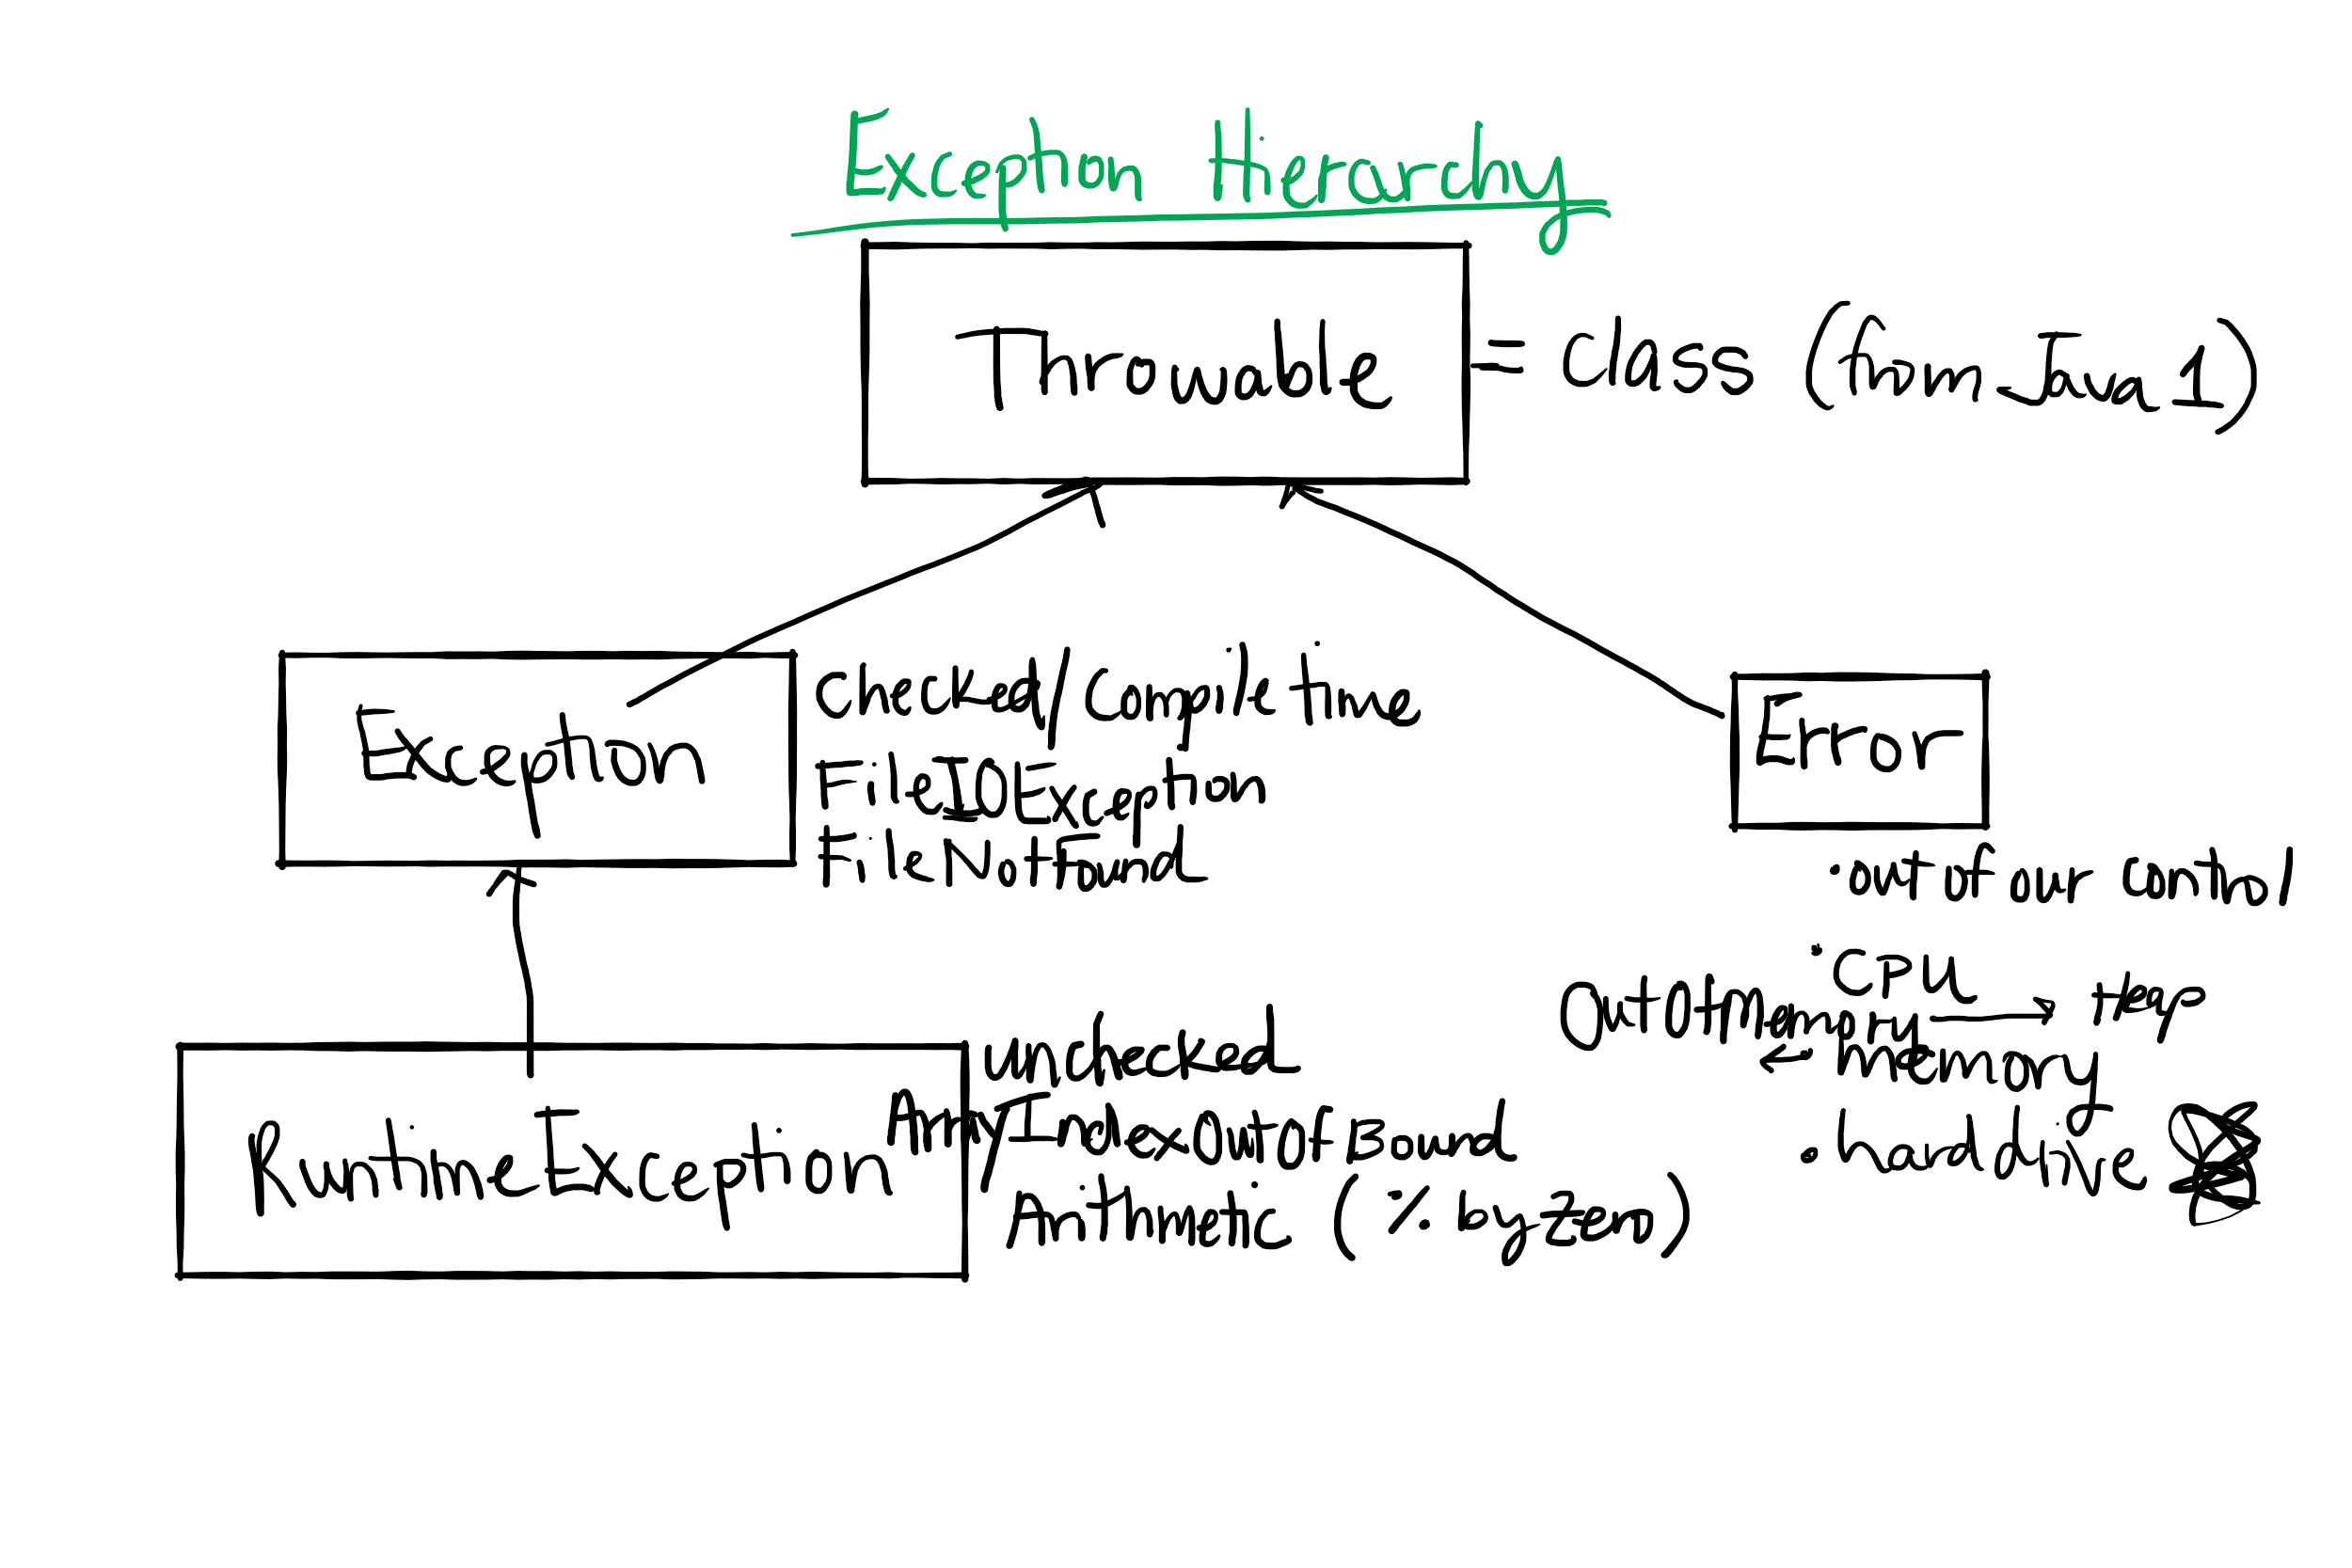 Exception Hierarchy
Throwable = class (from Java 1)
Exception
checked/compile time
FileIOException
FileNotFound
Error
• out of our control
• CPU
OutofMemory → heap
• Memory
• hard drive
RuntimeException
unchecked
ArrIndexOutOfBound
Arithmetic (% by zero)